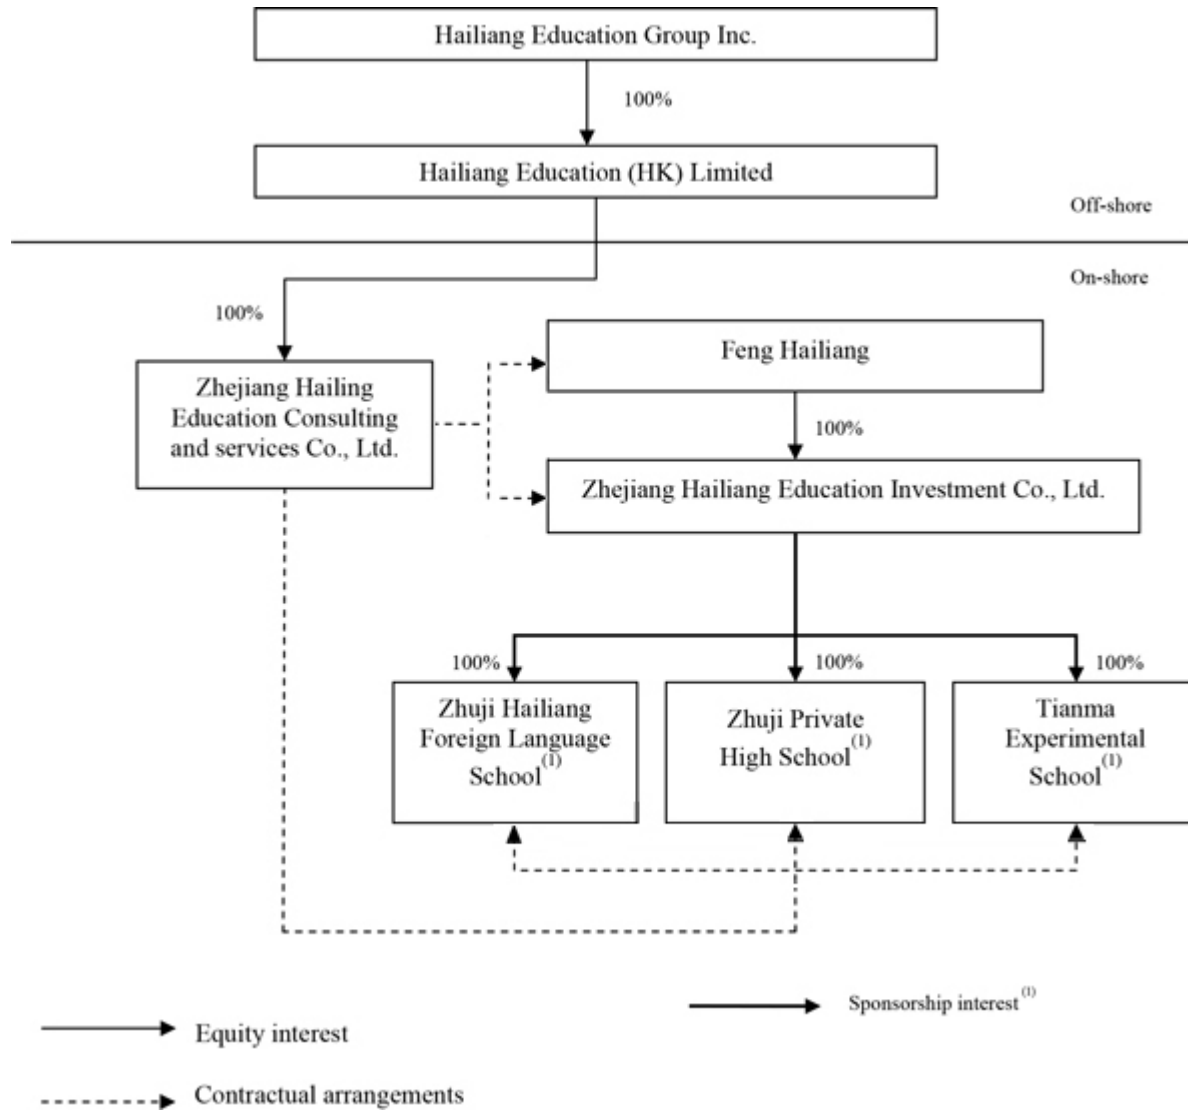 Hailiang Education Group Inc.
100%
Hailiang Education (HK) Limited
Off-shore
On-shore
100%
Feng Hailiang
Zhejiang Hailing
Education Consulting
and services Co., Ltd.
100%
Zhejiang Hailiang Education Investment Co., Ltd.
100%
100%
100%
Zhuji Hailiang
Foreign Language
School(1)
Zhuji Private
High School(1)
Tianma
Experimental
School(1)
Sponsorship interest(1)
Equity interest
Contractual arrangements